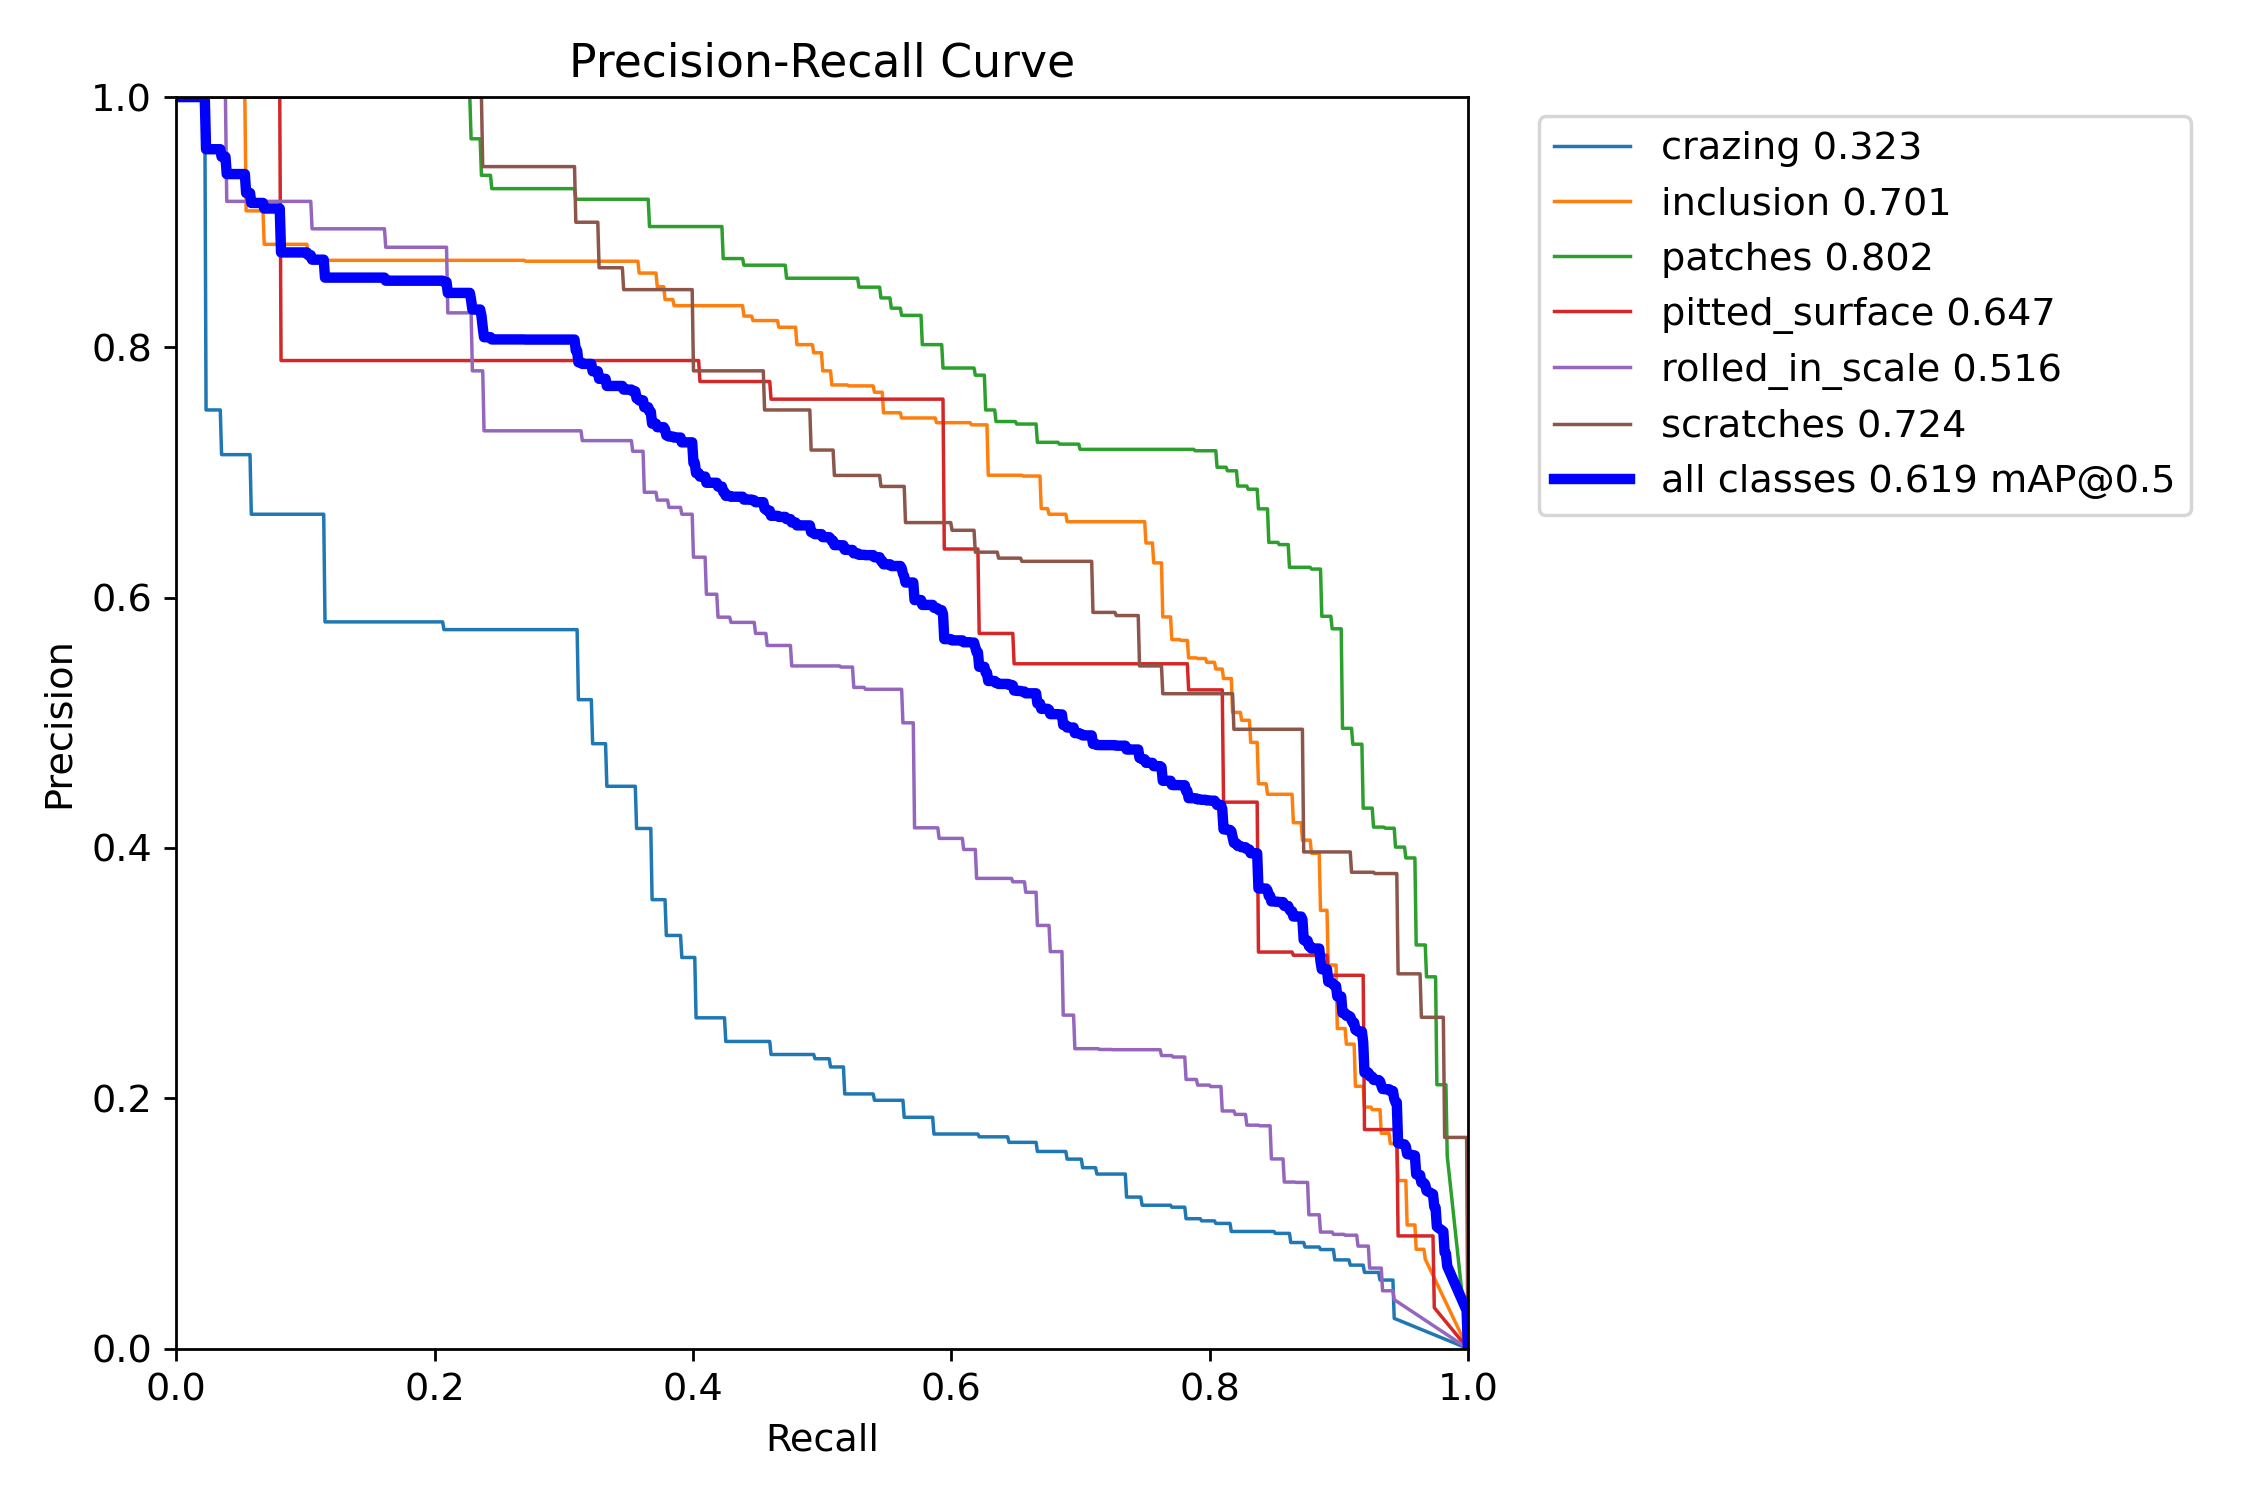 Precision-Recall Curve
1.0
0.8
0.6
0.4
0.2
0.0
Precision
0.0 0.2 0.4 0.6 0.8 1.0
Recall
crazing 0.323
inclusion 0.701
patches 0.802
pitted_surface 0.647
rolled_in_scale 0.516
scratches 0.724
all classes 0.619 mAP@0.5